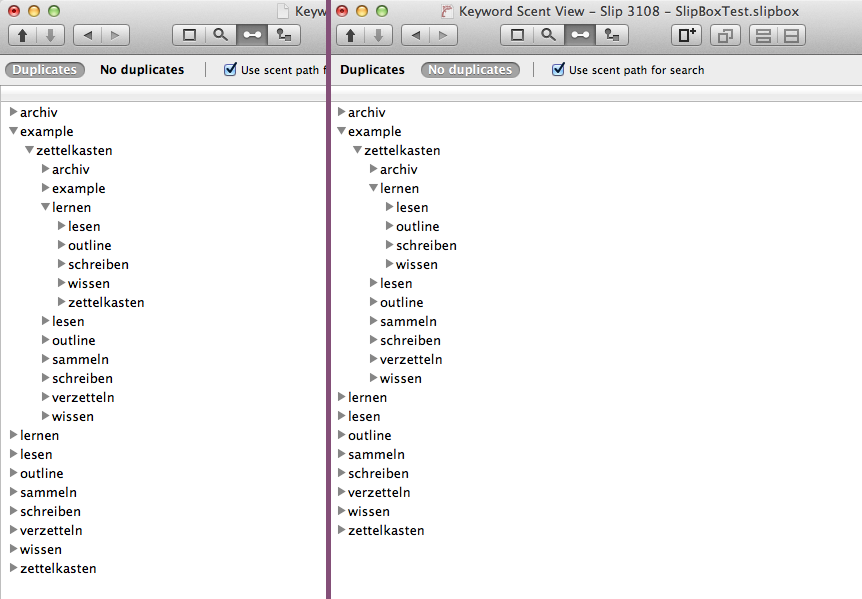 Keyw
Duplicates No duplicates Use scent path f
archiv
example
zettelkasten
archiv
example
lernen
lesen
outline
schreiben
wissen
zettelkasten
lesen
outline
sammeln
schreiben
verzetteln
wissen
lernen
lesen
outline
sammeln
schreiben
verzetteln
wissen
zettelkasten
Keyword Scent View – Slip 3108 – SlipBoxTest.slipbox
Duplicates No duplicates Use scent path for search
archiv
example
zettelkasten
archiv
lernen
lesen
outline
schreiben
wissen
lesen
outline
sammeln
schreiben
verzetteln
wissen
lernen
lesen
outline
sammeln
schreiben
verzetteln
wissen
zettelkasten